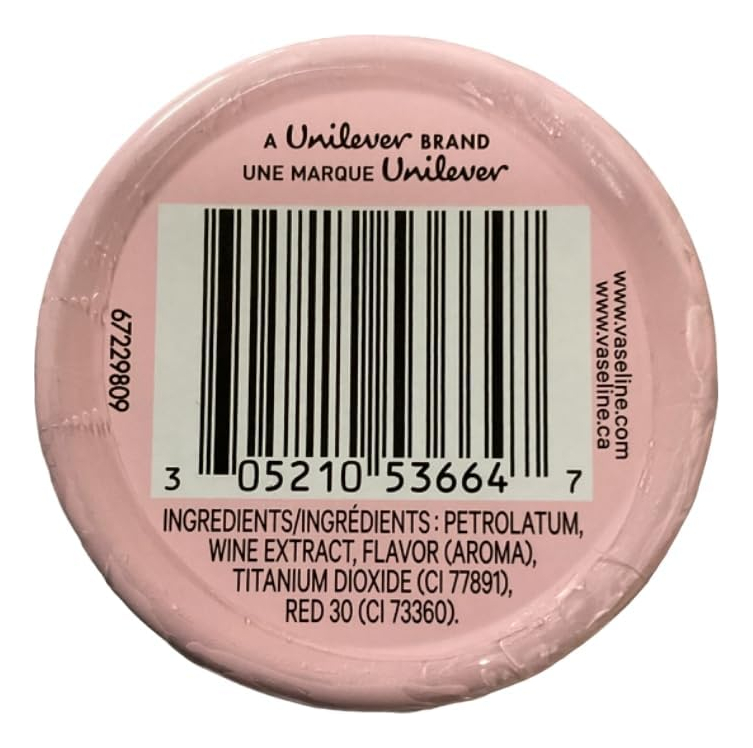 A Unilever BRAND
UNE MARQUE Unilever
67229809
www.vaseline.com
www.vaseline.ca
3 05210 53664 7
INGREDIENTS/INGRÉDIENTS: PETROLATUM,
WINE EXTRACT, FLAVOR (AROMA),
TITANIUM DIOXIDE (CI 77891),
RED 30 (CI 73360).